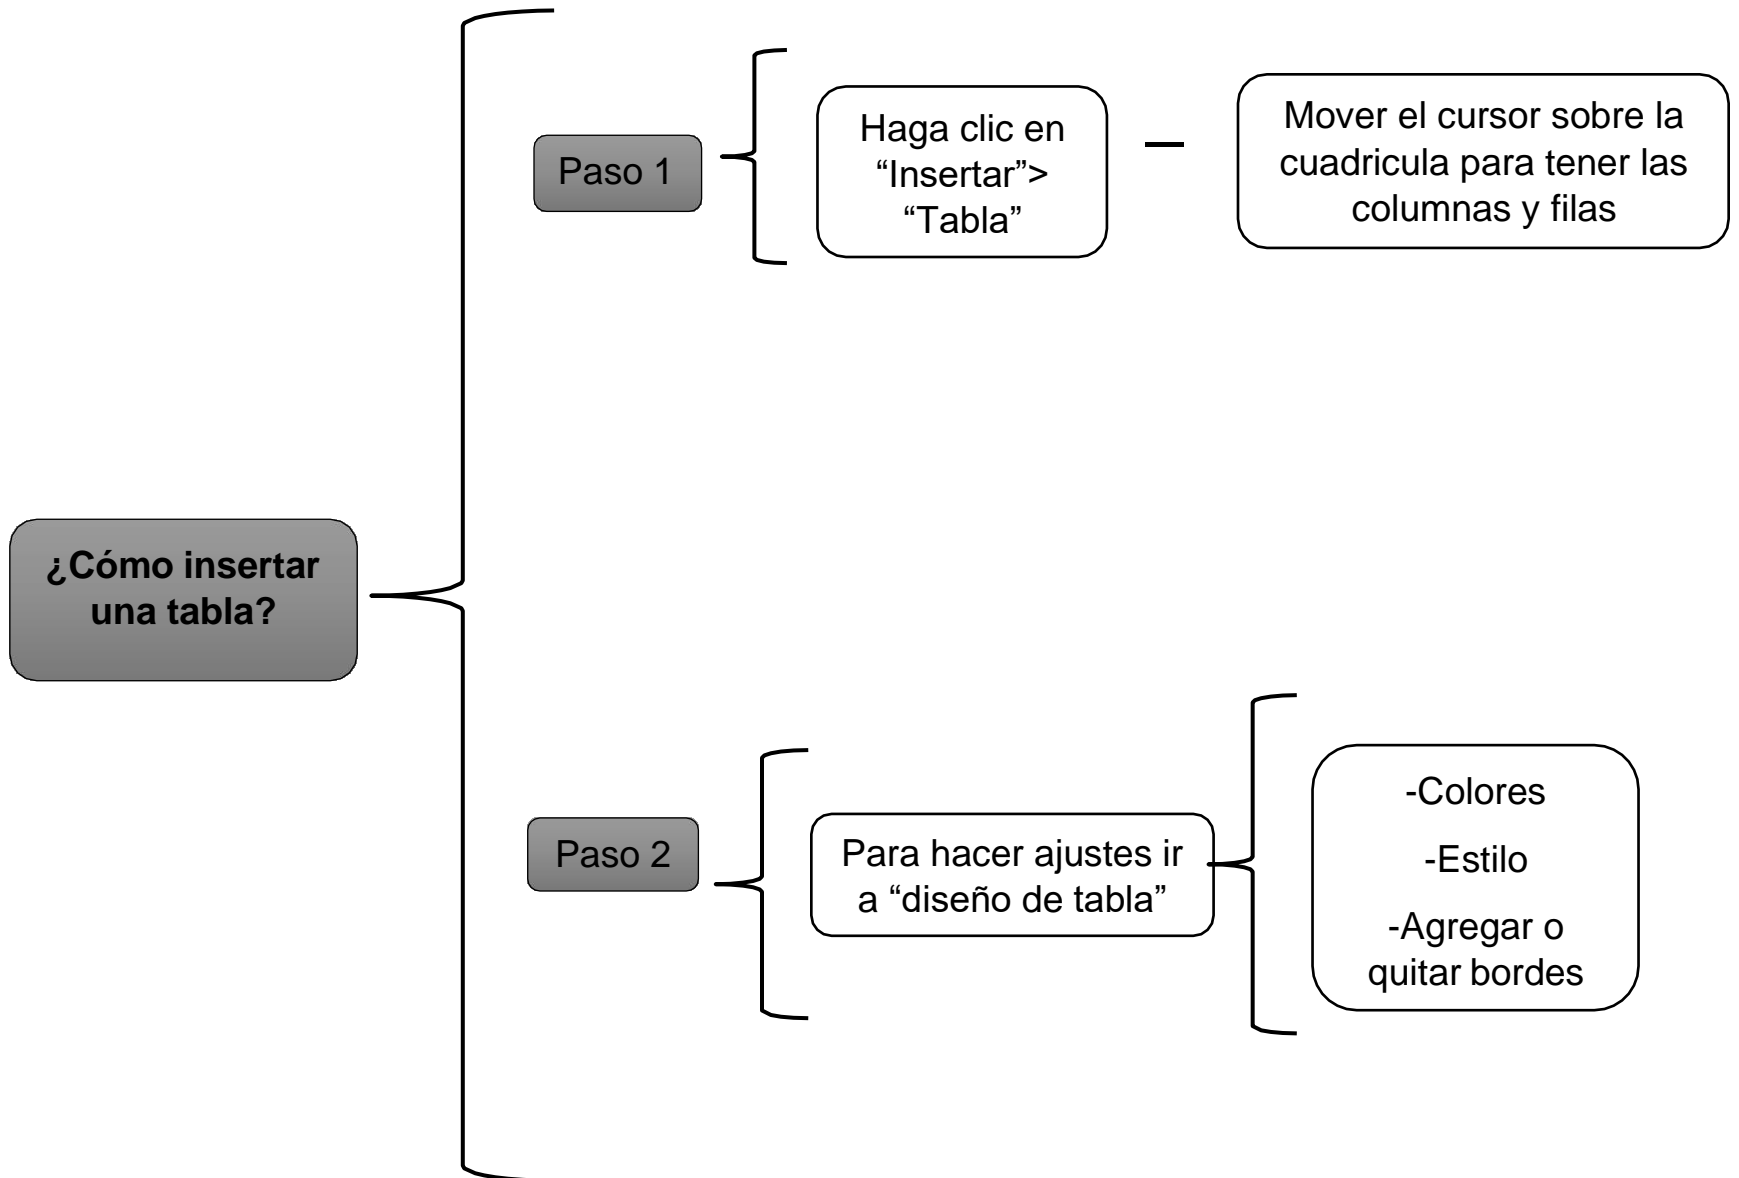 Paso 1
Haga clic en
“Insertar”>
“Tabla”
Mover el cursor sobre la
cuadricula para tener las
columnas y filas
¿Cómo insertar
una tabla?
Paso 2
Para hacer ajustes ir
a “diseño de tabla”
-Colores
-Estilo
-Agregar o
quitar bordes